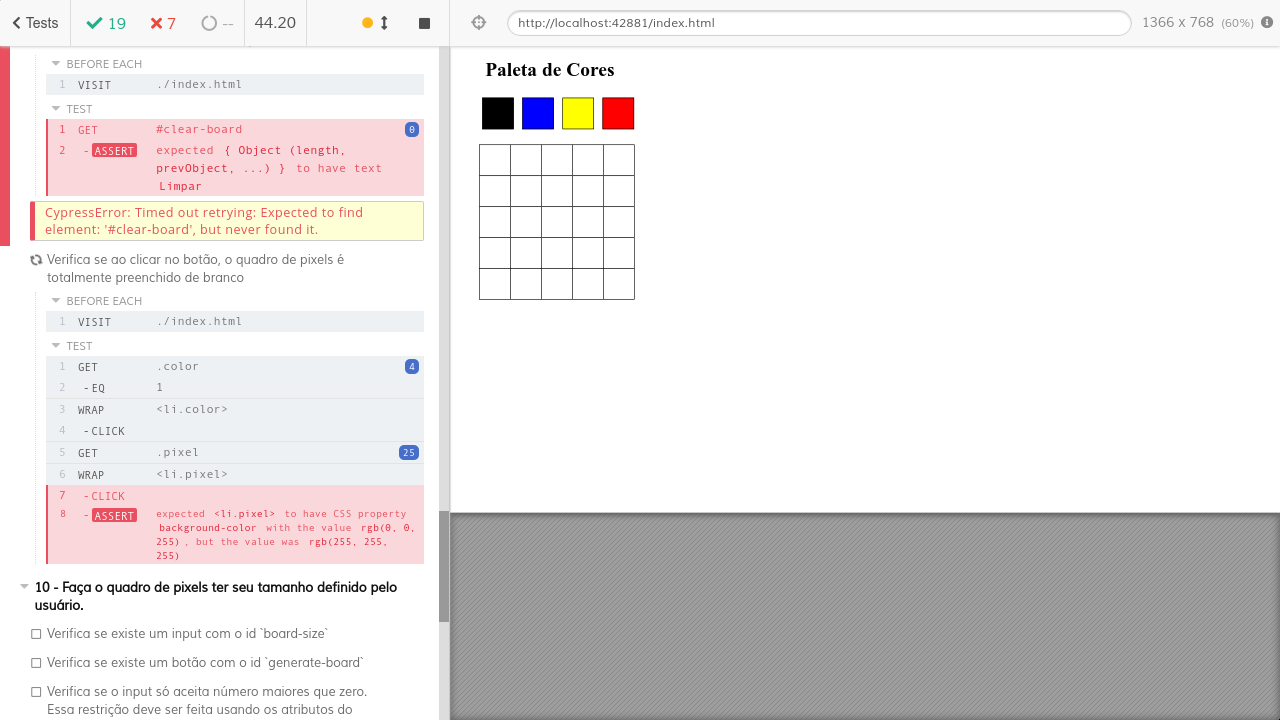 Tests
19
7
--
44.20
http://localhost:42881/index.html
1366 x 768 (60%)
BEFORE EACH
1 VISIT ./index.html
TEST
1 GET #clear-board 0
2 - ASSERT expected { Object (length,
prevObject, ...) } to have text
Limpar
CypressError: Timed out retrying: Expected to find
element: '#clear-board', but never found it.
Verifica se ao clicar no botão, o quadro de pixels é
totalmente preenchido de branco
BEFORE EACH
1 VISIT ./index.html
TEST
1 GET .color 4
2 - EQ 1
3 WRAP <li.color>
4 - CLICK
5 GET .pixel 25
6 WRAP <li.pixel>
7 - CLICK
8 - ASSERT expected <li.pixel> to have CSS property
background-color with the value rgb(0, 0,
255) , but the value was rgb(255, 255,
255)
10 - Faça o quadro de pixels ter seu tamanho definido pelo
usuário.
Verifica se existe um input com o id `board-size`
Verifica se existe um botão com o id `generate-board`
Verifica se o input só aceita número maiores que zero.
Essa restrição deve ser feita usando os atributos do
Paleta de Cores